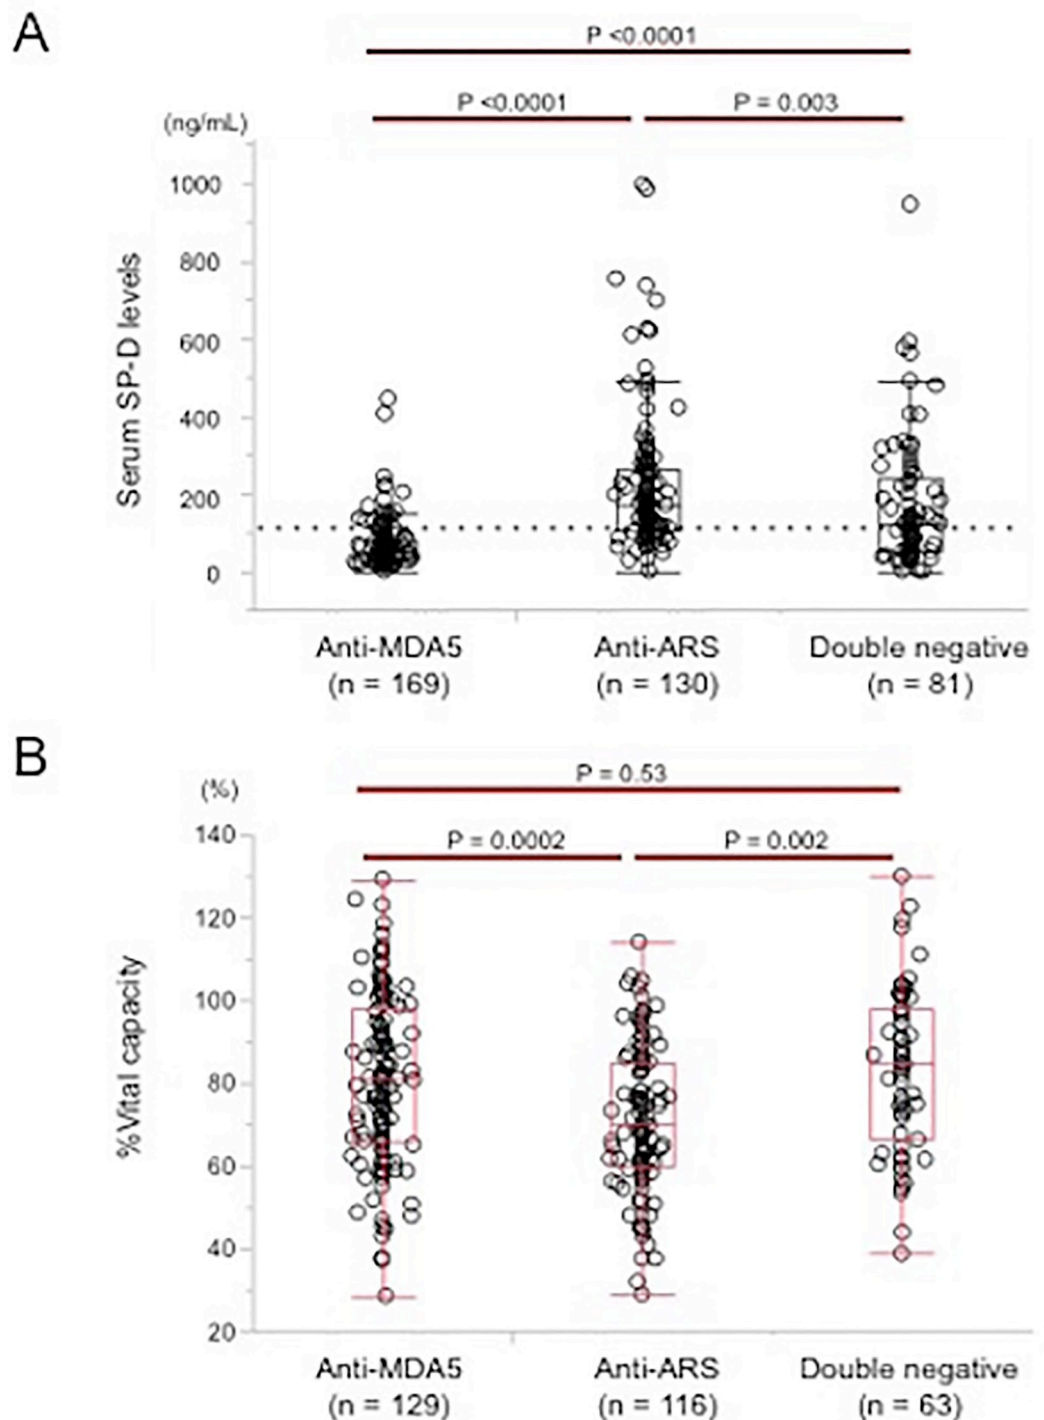 A
P <0.0001
P <0.0001
P = 0.003
(ng/mL)
1000
800
600
400
200
0
Serum SP-D levels
Anti-MDA5
(n = 169)
Anti-ARS
(n = 130)
Double negative
(n = 81)
B
P = 0.53
(%)
P = 0.0002
P = 0.002
140
120
100
80
60
40
20
%Vital capacity
Anti-MDA5
(n = 129)
Anti-ARS
(n = 116)
Double negative
(n = 63)